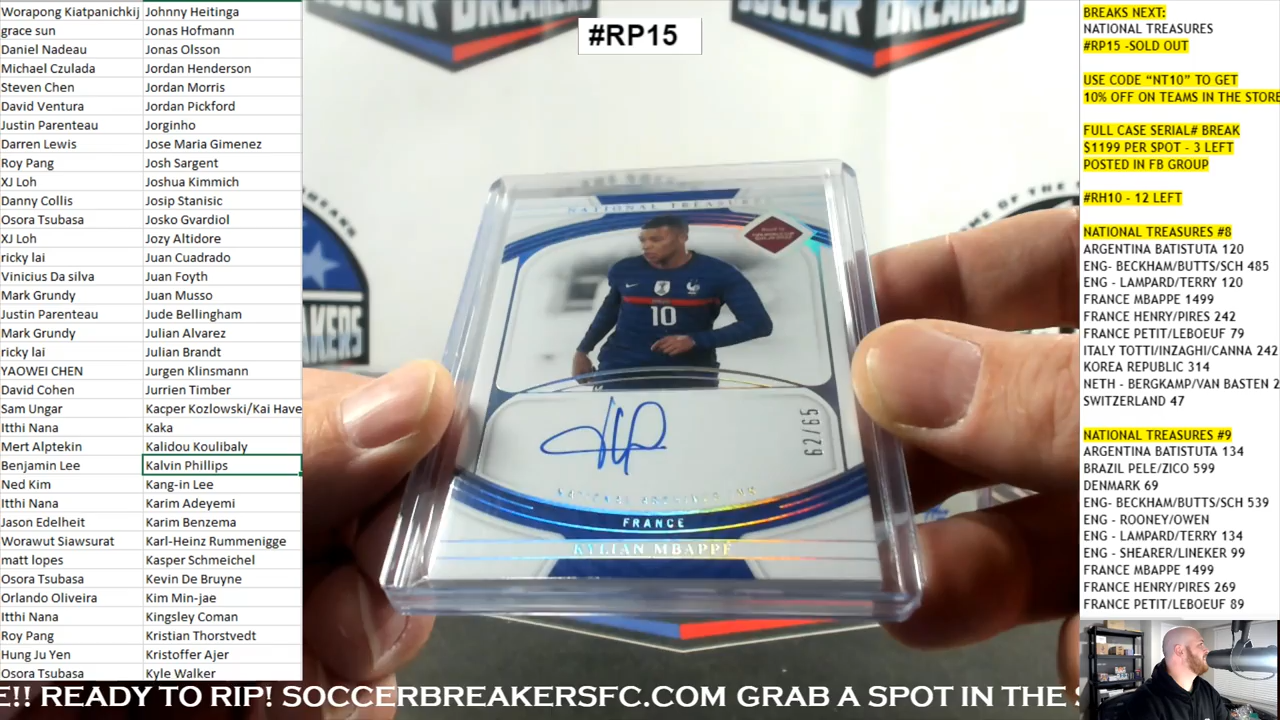 Worapong Kiatpanichkij Johnny Heitinga
grace sun Jonas Hofmann
Daniel Nadeau Jonas Olsson
Michael Czulada Jordan Henderson
Steven Chen Jordan Morris
David Ventura Jordan Pickford
Justin Parenteau Jorginho
Darren Lewis Jose Maria Gimenez
Roy Pang Josh Sargent
XJ Loh Joshua Kimmich
Danny Collis Josip Stanisic
Osora Tsubasa Josko Gvardiol
XJ Loh Jozy Altidore
ricky lai Juan Cuadrado
Vinicius Da silva Juan Foyth
Mark Grundy Juan Musso
Justin Parenteau Jude Bellingham
Mark Grundy Julian Alvarez
ricky lai Julian Brandt
YAOWEI CHEN Jurgen Klinsmann
David Cohen Jurrien Timber
Sam Ungar Kacper Kozlowski/Kai Have
Itthi Nana Kaka
Mert Alptekin Kalidou Koulibaly
Benjamin Lee Kalvin Phillips
Ned Kim Kang-in Lee
Itthi Nana Karim Adeyemi
Jason Edelheit Karim Benzema
Worawut Siawsurat Karl-Heinz Rummenigge
matt lopes Kasper Schmeichel
Osora Tsubasa Kevin De Bruyne
Orlando Oliveira Kim Min-jae
Itthi Nana Kingsley Coman
Roy Pang Kristian Thorstvedt
Hung Ju Yen Kristoffer Ajer
Osora Tsubasa Kyle Walker
#RP15
SOCCER BREAKERS
NATIONAL TREASURES
10
62/65
FRANCE
KYLIAN MBAPPÉ
BREAKS NEXT:
NATIONAL TREASURES
#RP15 -SOLD OUT
USE CODE “NT10” TO GET
10% OFF ON TEAMS IN THE STORE
FULL CASE SERIAL# BREAK
$1199 PER SPOT - 3 LEFT
POSTED IN FB GROUP
#RH10 - 12 LEFT
NATIONAL TREASURES #8
ARGENTINA BATISTUTA 120
ENG- BECKHAM/BUTTS/SCH 485
ENG - LAMPARD/TERRY 120
FRANCE MBAPPE 1499
FRANCE HENRY/PIRES 242
FRANCE PETIT/LEBOEUF 79
ITALY TOTTI/INZAGHI/CANNA 242
KOREA REPUBLIC 314
NETH - BERGKAMP/VAN BASTEN 2
SWITZERLAND 47
NATIONAL TREASURES #9
ARGENTINA BATISTUTA 134
BRAZIL PELE/ZICO 599
DENMARK 69
ENG- BECKHAM/BUTTS/SCH 539
ENG - ROONEY/OWEN
ENG - LAMPARD/TERRY 134
ENG - SHEARER/LINEKER 99
FRANCE MBAPPE 1499
FRANCE HENRY/PIRES 269
FRANCE PETIT/LEBOEUF 89
E!! READY TO RIP! SOCCERBREAKERSFC.COM GRAB A SPOT IN THE S